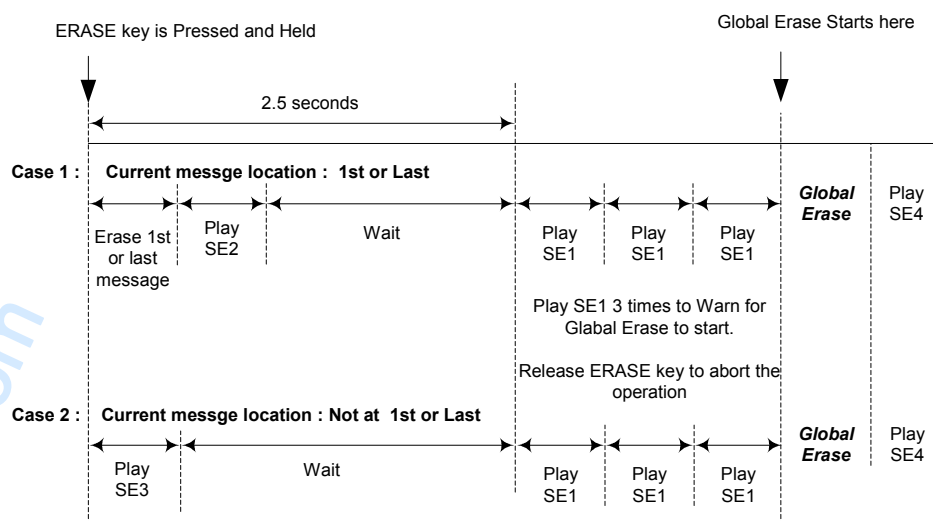 ERASE key is Pressed and Held
Global Erase Starts here
2.5 seconds
Case 1 : Current messge location : 1st or Last
Erase 1st
or last
message
Play
SE2
Wait
Play
SE1
Play
SE1
Play
SE1
Global
Erase
Play
SE4
Play SE1 3 times to Warn for
Glabal Erase to start.
Release ERASE key to abort the
operation
Case 2 : Current messge location : Not at 1st or Last
Play
SE3
Wait
Play
SE1
Play
SE1
Play
SE1
Global
Erase
Play
SE4
om